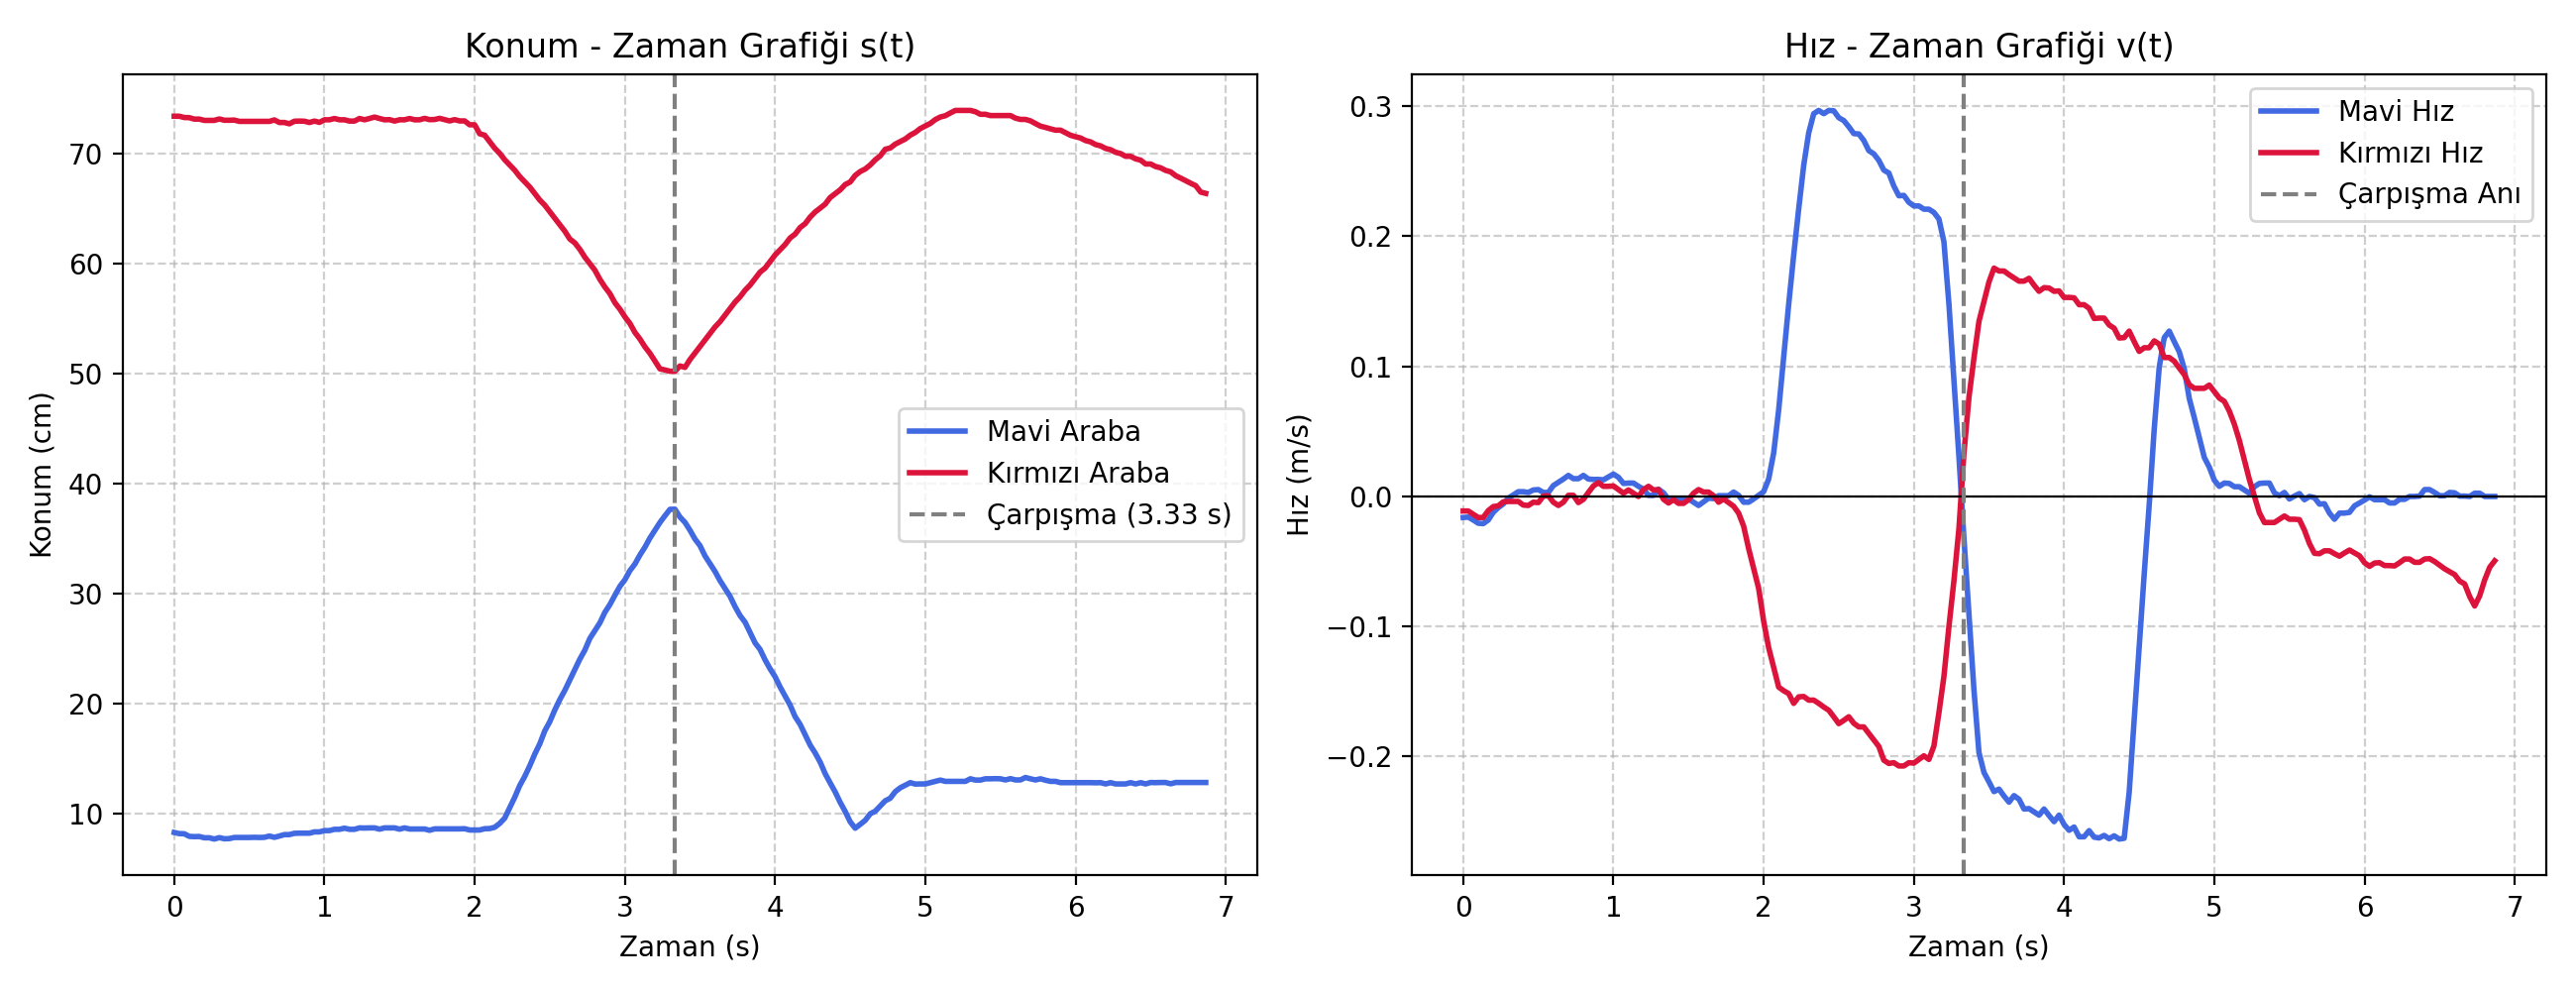 Konum - Zaman Grafiği s(t)
Konum (cm)
70
60
50
40
30
20
10
0 1 2 3 4 5 6 7
Zaman (s)
Mavi Araba
Kırmızı Araba
Çarpışma (3.33 s)
Hız - Zaman Grafiği v(t)
Hız (m/s)
0.3
0.2
0.1
0.0
−0.1
−0.2
0 1 2 3 4 5 6 7
Zaman (s)
Mavi Hız
Kırmızı Hız
Çarpışma Anı